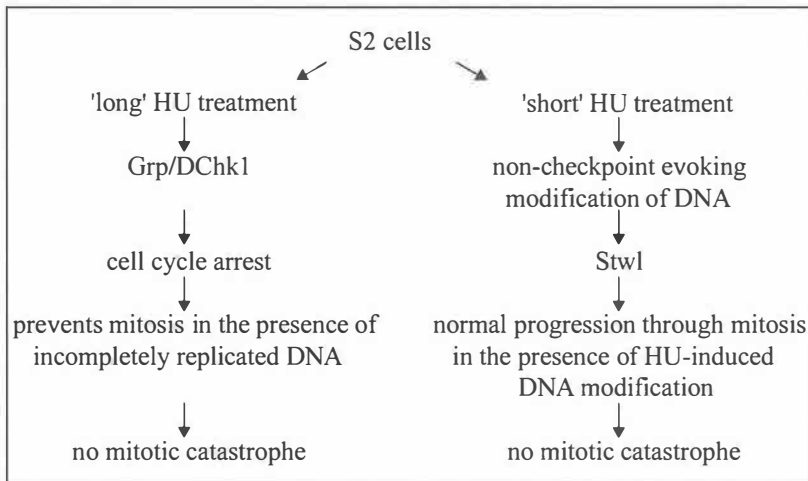 S2 cells
'long' HU treatment
Grp/DChk1
cell cycle arrest
prevents mitosis in the presence of
incompletely replicated DNA
no mitotic catastrophe
'short' HU treatment
non-checkpoint evoking
modification of DNA
Stwl
normal progression through mitosis
in the presence of HU-induced
DNA modification
no mitotic catastrophe